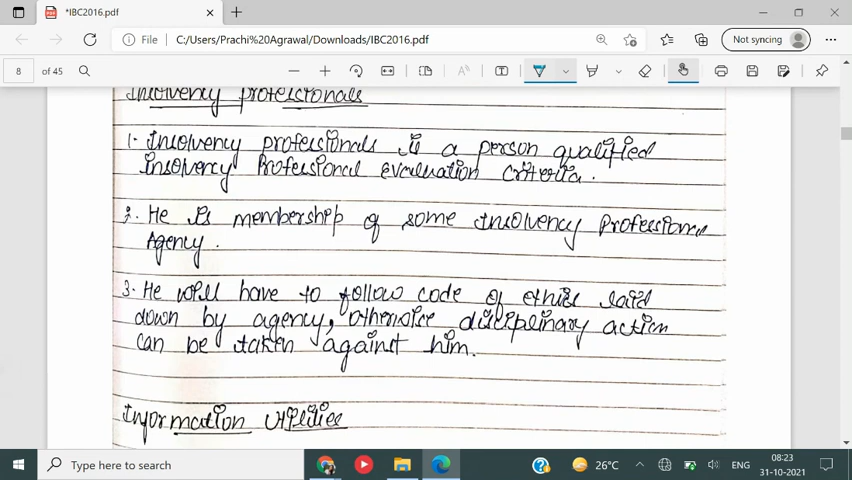 *IBC2016.pdf
File C:/Users/Prachi%20Agrawal/Downloads/IBC2016.pdf
Not syncing
8 of 45
Insolvency professionals
1. Insolvency professionals is a person qualified
insolvency Professional evaluation criteria.
2. He is membership of some Insolvency Professional
Agency.
3. He will have to follow code of ethics laid
down by agency, otherwise disciplinary action
can be taken against him.
Information Utilities
Type here to search
26°C
ENG
08:23
31-10-2021